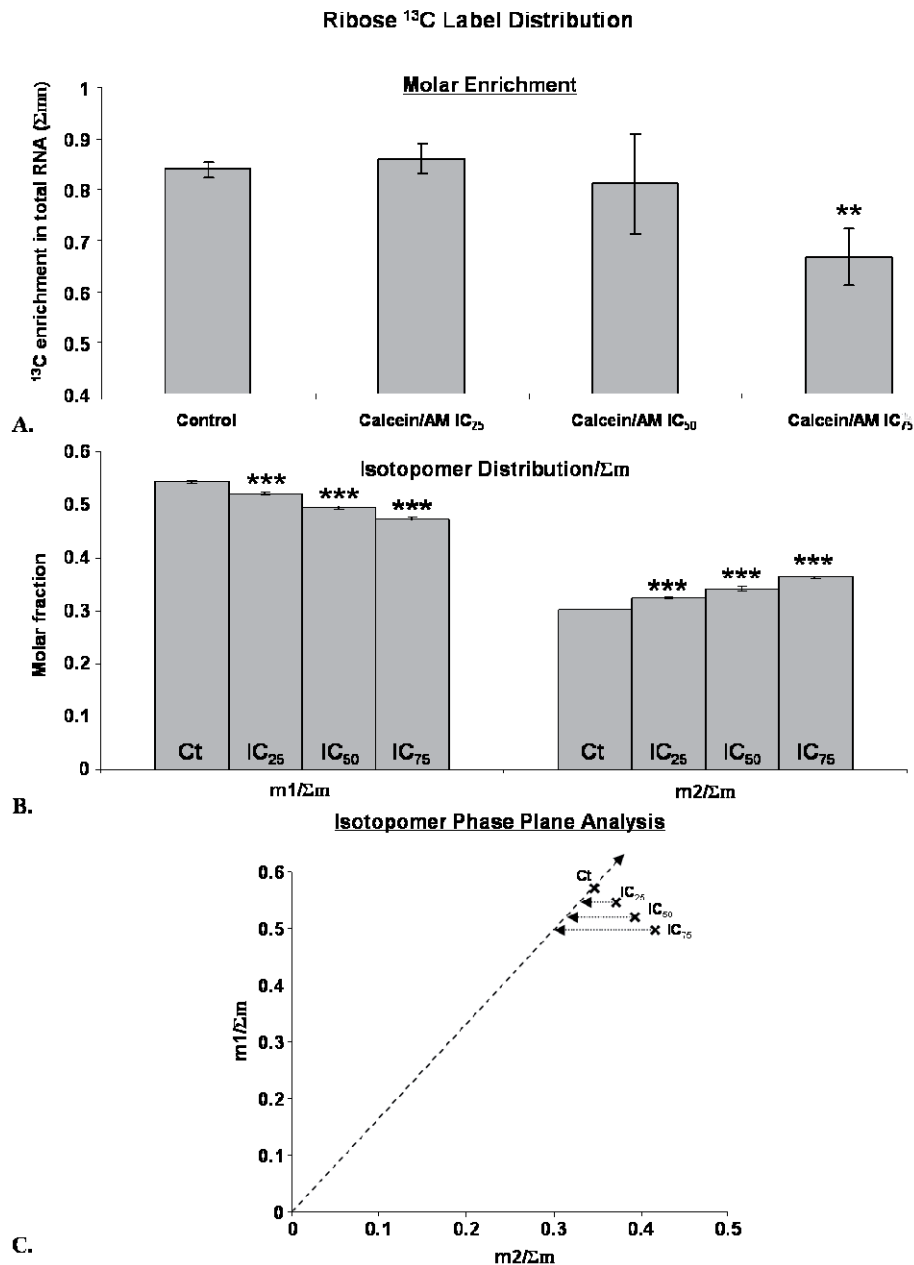 Ribose ¹³C Label Distribution
Molar Enrichment
¹³C enrichment in total RNA (Σmn)
1
0.9
0.8
0.7
0.6
0.5
0.4
**
Control
Calcein/AM IC₂₅
Calcein/AM IC₅₀
Calcein/AM IC₇₅
A.
Isotopomer Distribution/Σm
Molar fraction
0.6
0.5
0.4
0.3
0.2
0.1
0
*** *** ***
*** *** ***
Ct IC₂₅ IC₅₀ IC₇₅
Ct IC₂₅ IC₅₀ IC₇₅
m1/Σm
m2/Σm
B.
Isotopomer Phase Plane Analysis
m1/Σm
0.6
0.5
0.4
0.3
0.2
0.1
0
Ct
IC₂₅
IC₅₀
IC₇₅
0 0.1 0.2 0.3 0.4 0.5
m2/Σm
C.